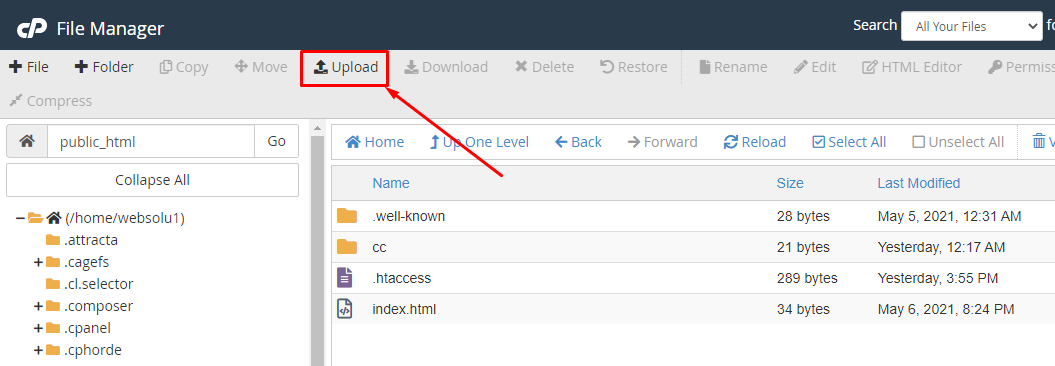 cP File Manager
Search All Your Files fo
File Folder Copy Move Upload Download Delete Restore Rename Edit HTML Editor Permiss
Compress
public_html Go
Collapse All
(/home/websolu1)
.attracta
.cagefs
.cl.selector
.composer
.cpanel
.cphorde
Home Up One Level Back Forward Reload Select All Unselect All V
Name Size Last Modified
.well-known 28 bytes May 5, 2021, 12:31 AM
cc 21 bytes Yesterday, 12:17 AM
.htaccess 289 bytes Yesterday, 3:55 PM
index.html 34 bytes May 6, 2021, 8:24 PM